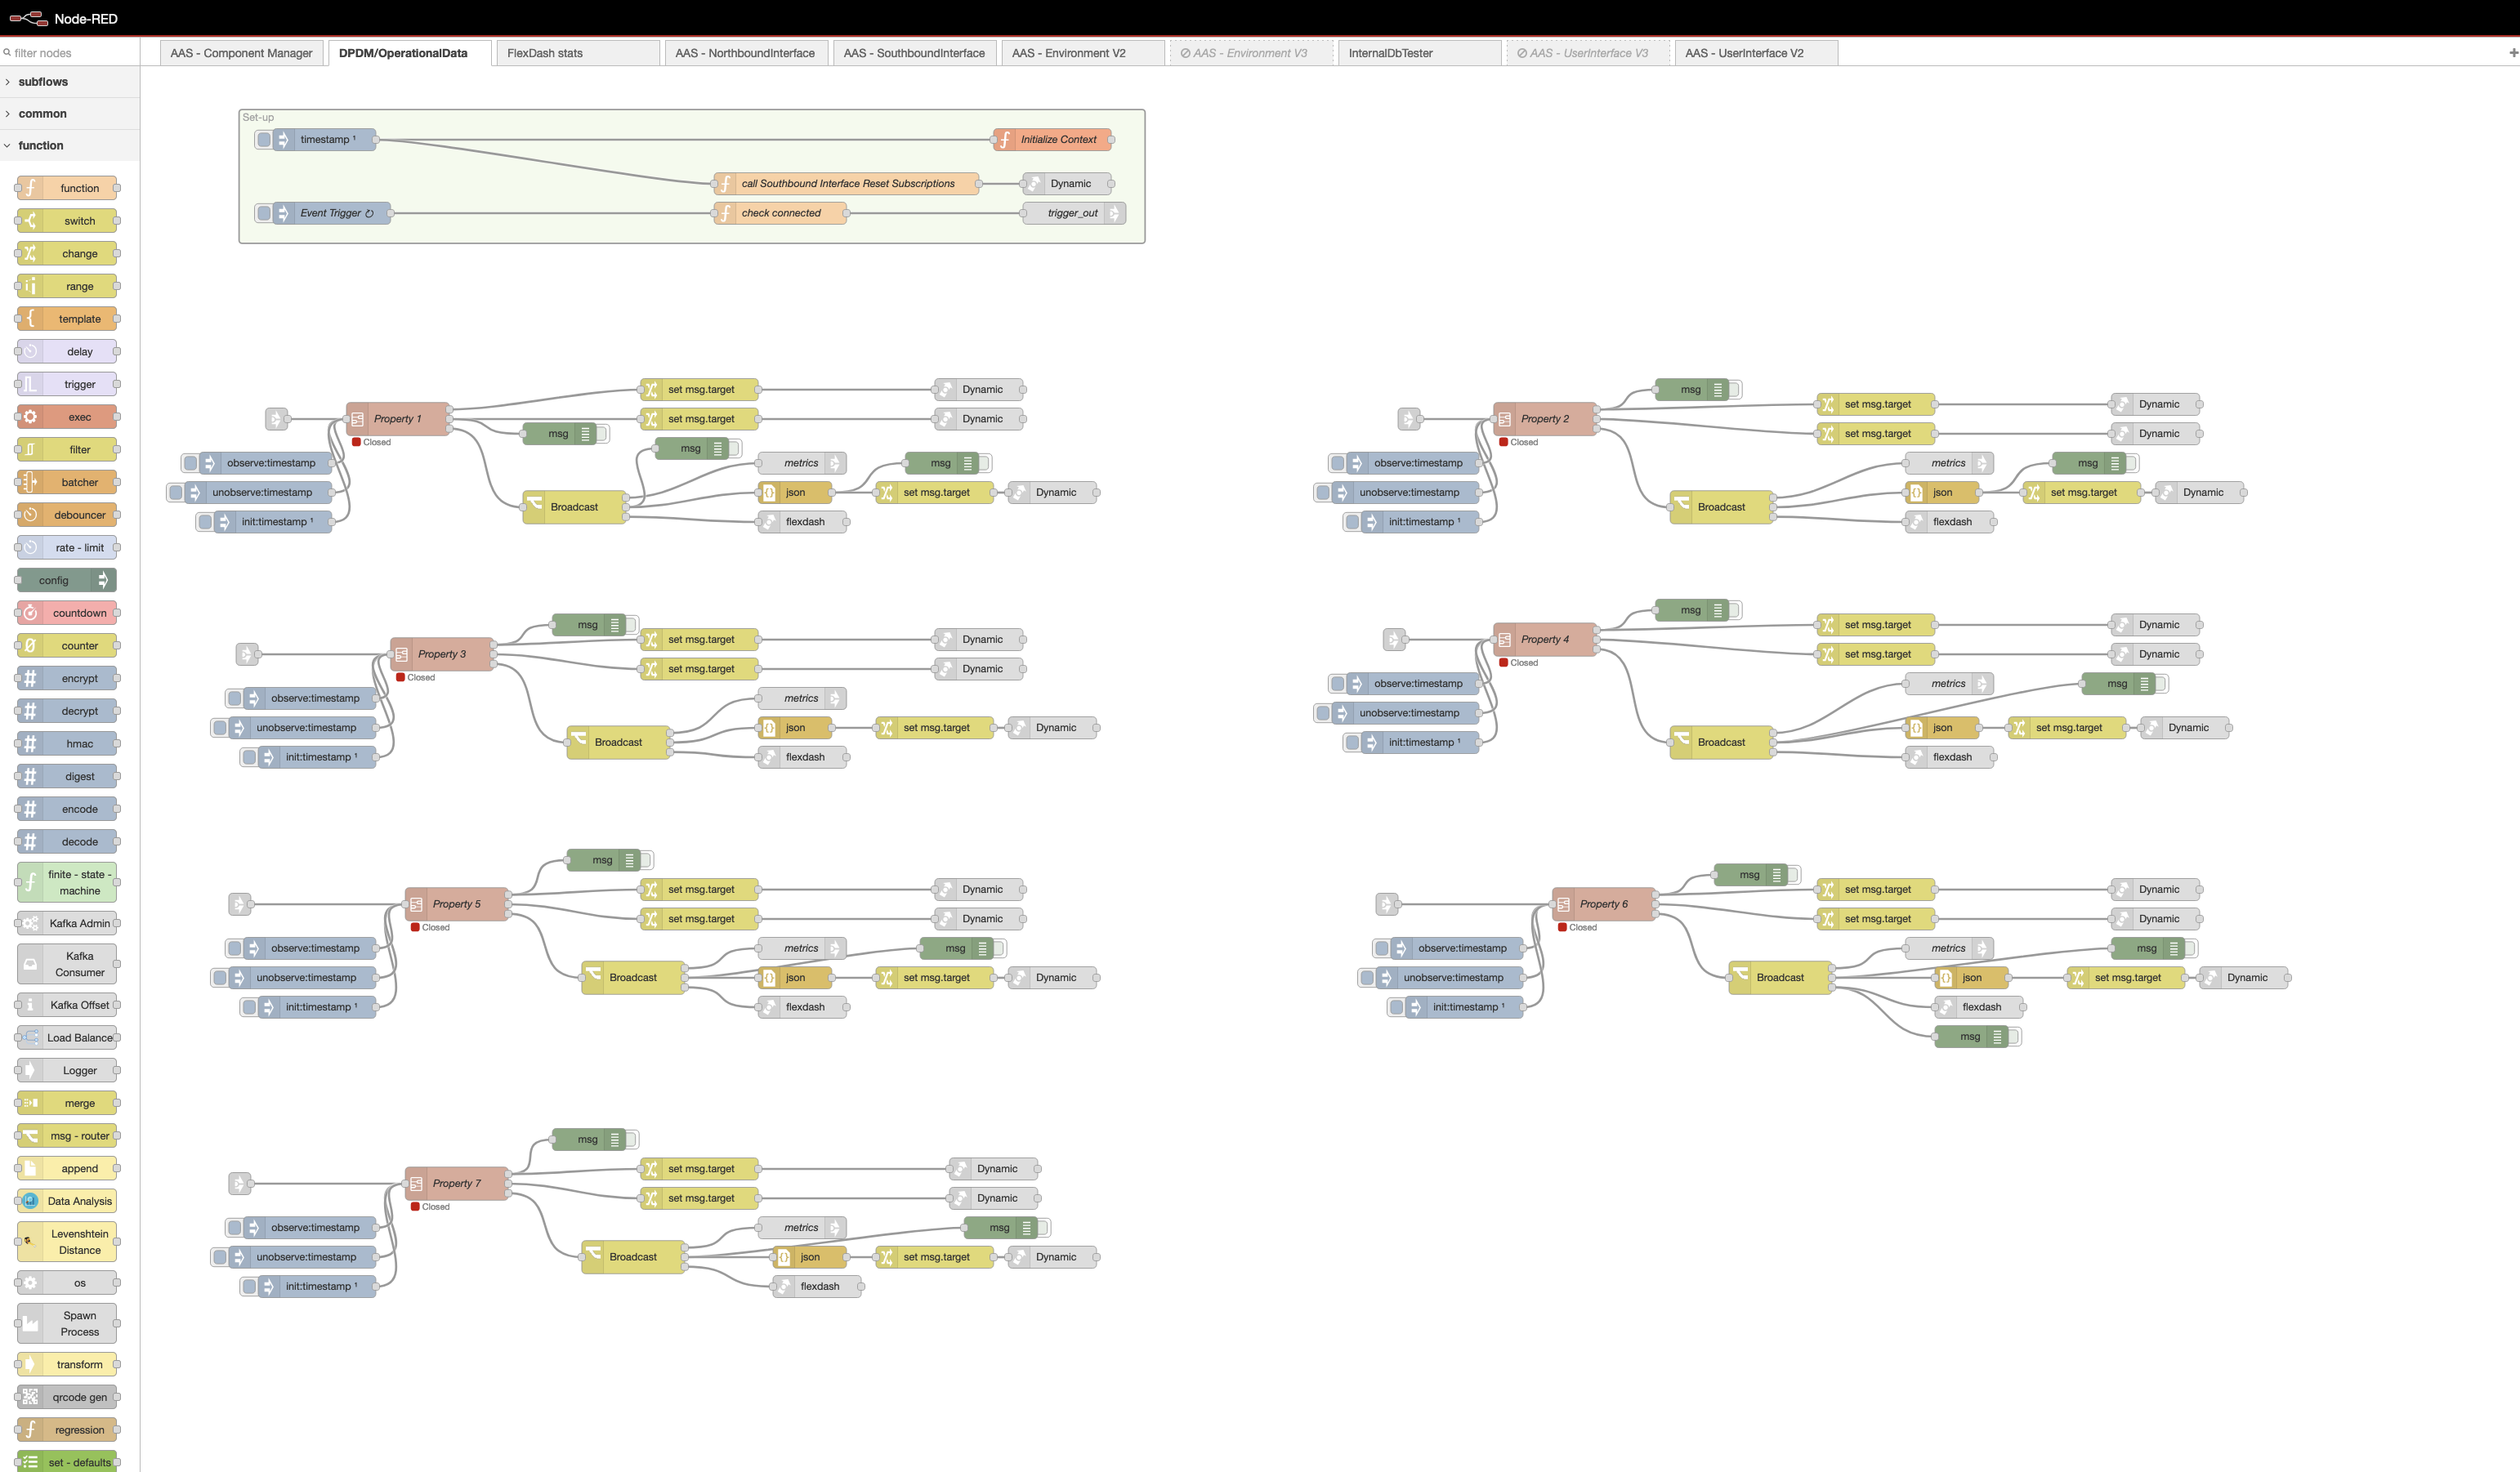 Node-RED
filter nodes
AAS - Component Manager
DPDM/OperationalData
FlexDash stats
AAS - NorthboundInterface
AAS - SouthboundInterface
AAS - Environment V2
AAS - Environment V3
InternalDbTester
AAS - UserInterface V3
AAS - UserInterface V2
subflows
common
function
function
switch
change
range
template
delay
trigger
exec
filter
batcher
debouncer
rate - limit
config
countdown
counter
encrypt
decrypt
hmac
digest
encode
decode
finite - state -
machine
Kafka Admin
Kafka
Consumer
Kafka Offset
Load Balance
Logger
merge
msg - router
append
Data Analysis
Levenshtein
Distance
os
Spawn
Process
transform
qrcode gen
regression
set - defaults
Set-up
timestamp ¹
Initialize Context
call Southbound Interface Reset Subscriptions
Dynamic
Event Trigger ↻
check connected
trigger_out
set msg.target
Dynamic
Property 1
set msg.target
Dynamic
Closed
msg
msg
observe:timestamp
metrics
msg
unobserve:timestamp
json
set msg.target
Dynamic
Broadcast
init:timestamp ¹
flexdash
msg
set msg.target
Dynamic
Property 2
set msg.target
Dynamic
Closed
observe:timestamp
metrics
msg
unobserve:timestamp
json
set msg.target
Dynamic
Broadcast
init:timestamp ¹
flexdash
msg
set msg.target
Dynamic
Property 3
set msg.target
Dynamic
Closed
observe:timestamp
metrics
unobserve:timestamp
json
set msg.target
Dynamic
Broadcast
init:timestamp ¹
flexdash
msg
set msg.target
Dynamic
Property 4
set msg.target
Dynamic
Closed
observe:timestamp
metrics
msg
unobserve:timestamp
json
set msg.target
Dynamic
Broadcast
init:timestamp ¹
flexdash
msg
set msg.target
Dynamic
Property 5
set msg.target
Dynamic
Closed
observe:timestamp
metrics
msg
unobserve:timestamp
Broadcast
json
set msg.target
Dynamic
init:timestamp ¹
flexdash
msg
set msg.target
Dynamic
Property 6
set msg.target
Dynamic
Closed
observe:timestamp
metrics
msg
unobserve:timestamp
Broadcast
json
set msg.target
Dynamic
init:timestamp ¹
flexdash
msg
msg
set msg.target
Dynamic
Property 7
set msg.target
Dynamic
Closed
observe:timestamp
metrics
msg
unobserve:timestamp
Broadcast
json
set msg.target
Dynamic
init:timestamp ¹
flexdash